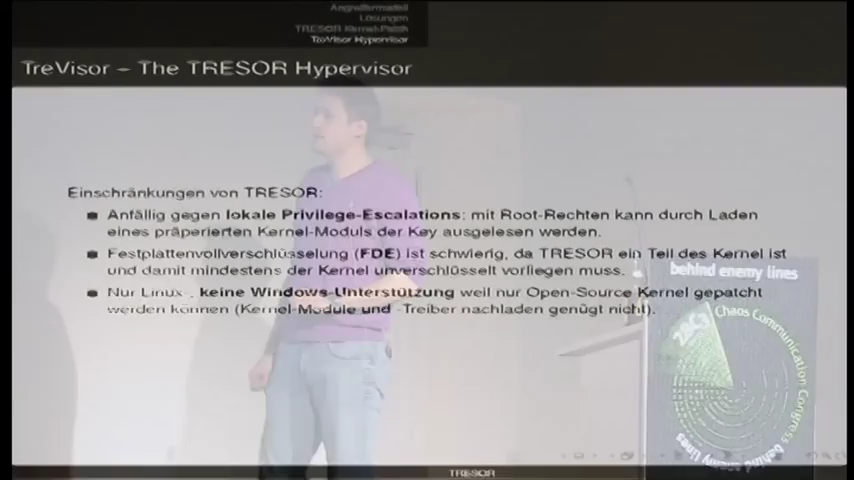 Angreifermodell
Lösungen
TRESOR Kernel-Patch
TreVisor Hypervisor
TreVisor – The TRESOR Hypervisor
Einschränkungen von TRESOR:
Anfällig gegen lokale Privilege-Escalations: mit Root-Rechten kann durch Laden
eines präperierten Kernel-Moduls der Key ausgelesen werden.
Festplattenvollverschlüsselung (FDE) ist schwierig, da TRESOR ein Teil des Kernel ist
und damit mindestens der Kernel unverschlüsselt vorliegen muss.
Nur Linux-, keine Windows-Unterstützung weil nur Open-Source Kernel gepatcht
werden können (Kernel-Module und -Treiber nachladen genügt nicht).
behind enemy lines
28C3
Chaos Communication Congress
behind enemy lines
TRESOR